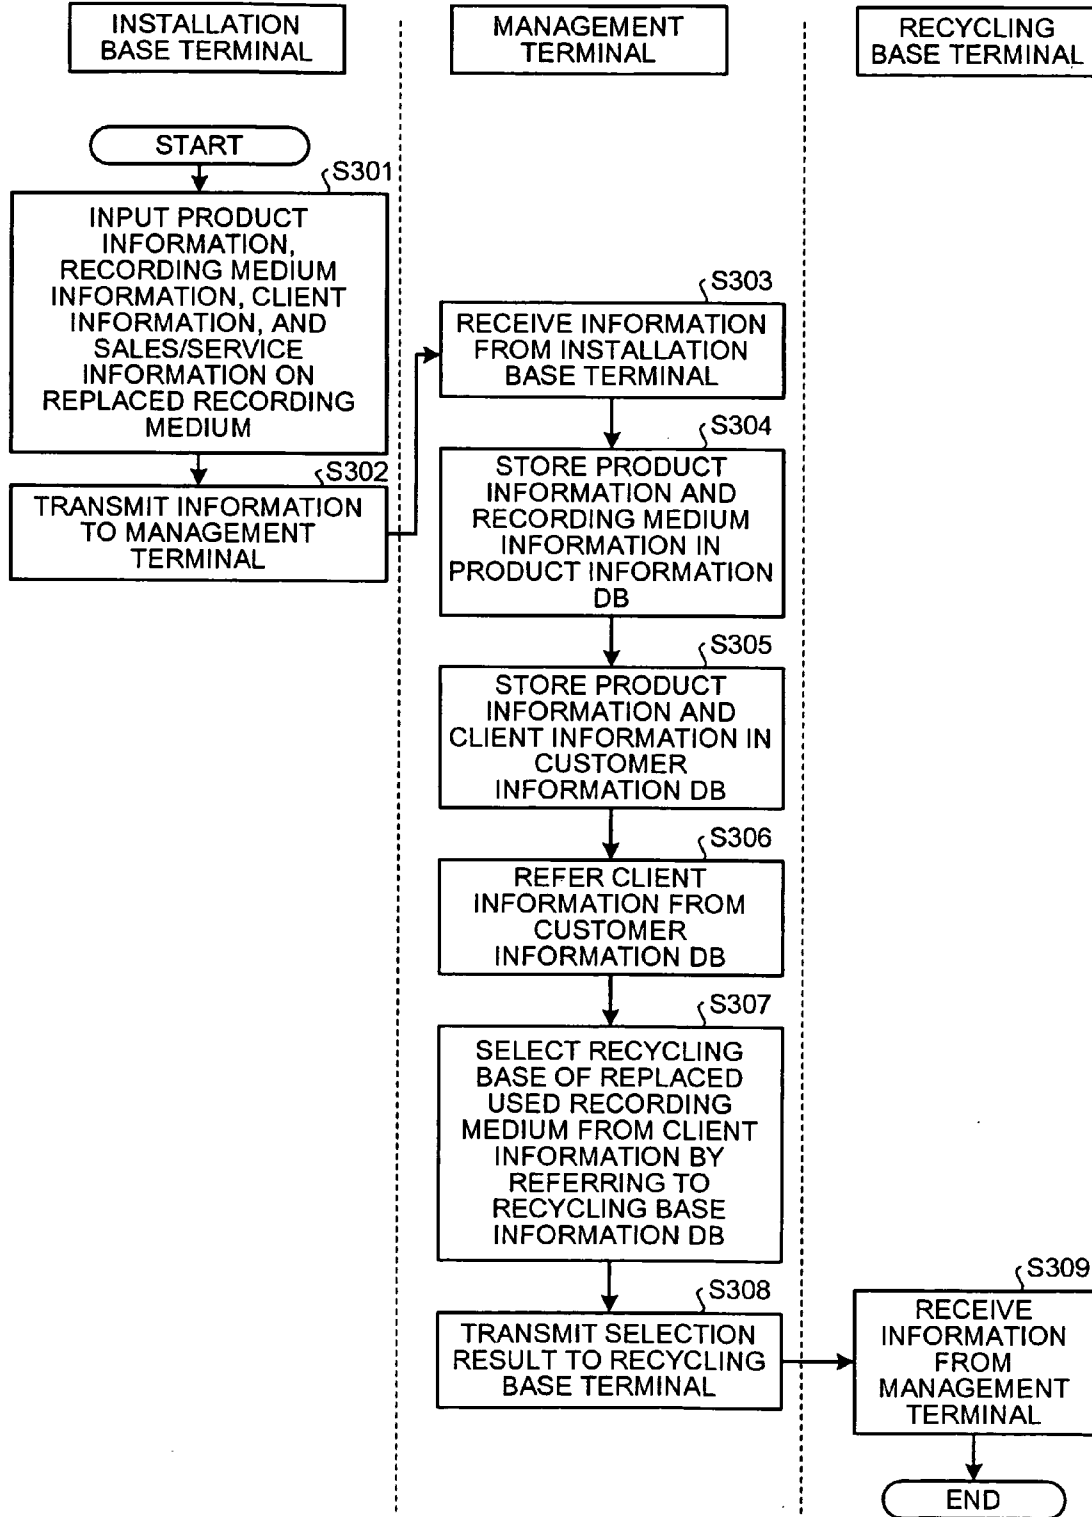 INSTALLATION
BASE TERMINAL
MANAGEMENT
TERMINAL
RECYCLING
BASE TERMINAL
START
S301
INPUT PRODUCT
INFORMATION,
RECORDING MEDIUM
INFORMATION, CLIENT
INFORMATION, AND
SALES/SERVICE
INFORMATION ON
REPLACED RECORDING
MEDIUM
S302
TRANSMIT INFORMATION
TO MANAGEMENT
TERMINAL
S303
RECEIVE INFORMATION
FROM INSTALLATION
BASE TERMINAL
S304
STORE PRODUCT
INFORMATION AND
RECORDING MEDIUM
INFORMATION IN
PRODUCT INFORMATION
DB
S305
STORE PRODUCT
INFORMATION AND
CLIENT INFORMATION IN
CUSTOMER
INFORMATION DB
S306
REFER CLIENT
INFORMATION FROM
CUSTOMER
INFORMATION DB
S307
SELECT RECYCLING
BASE OF REPLACED
USED RECORDING
MEDIUM FROM CLIENT
INFORMATION BY
REFERRING TO
RECYCLING BASE
INFORMATION DB
S308
TRANSMIT SELECTION
RESULT TO RECYCLING
BASE TERMINAL
S309
RECEIVE
INFORMATION
FROM
MANAGEMENT
TERMINAL
END